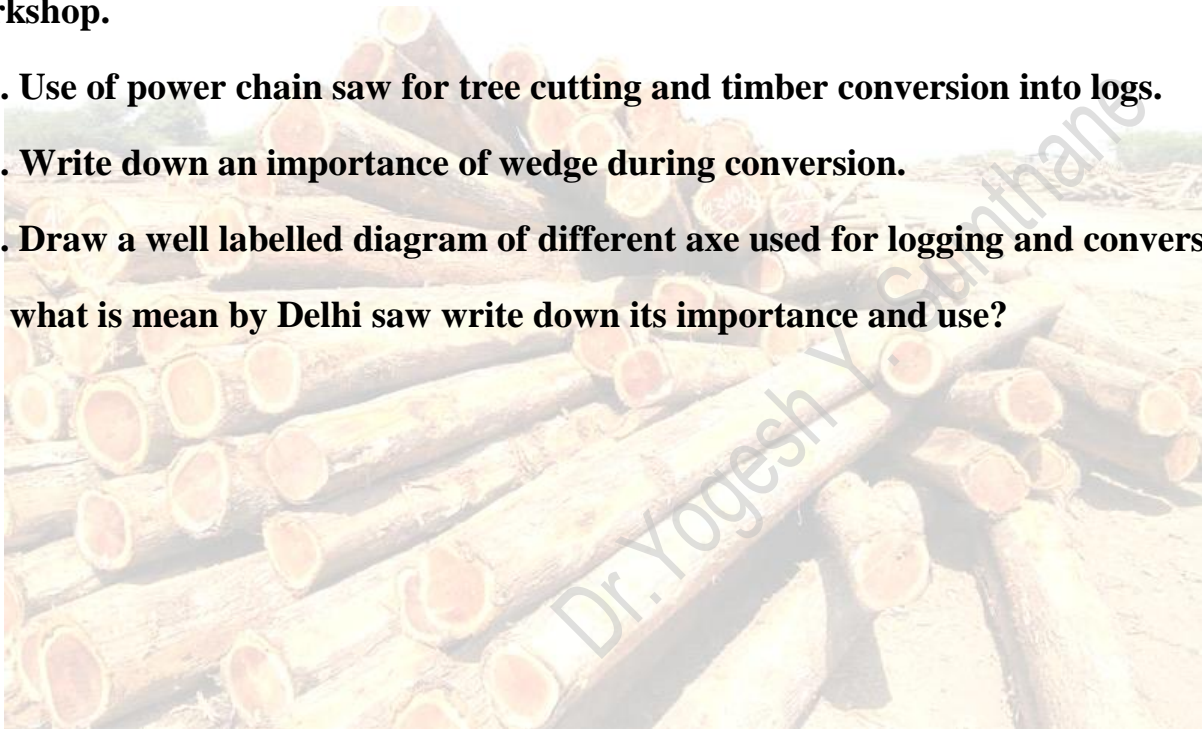 rkshop.
. Use of power chain saw for tree cutting and timber conversion into logs.
. Write down an importance of wedge during conversion.
. Draw a well labelled diagram of different axe used for logging and convers
what is mean by Delhi saw write down its importance and use?
Dr. Yogesh Y. Sumthane